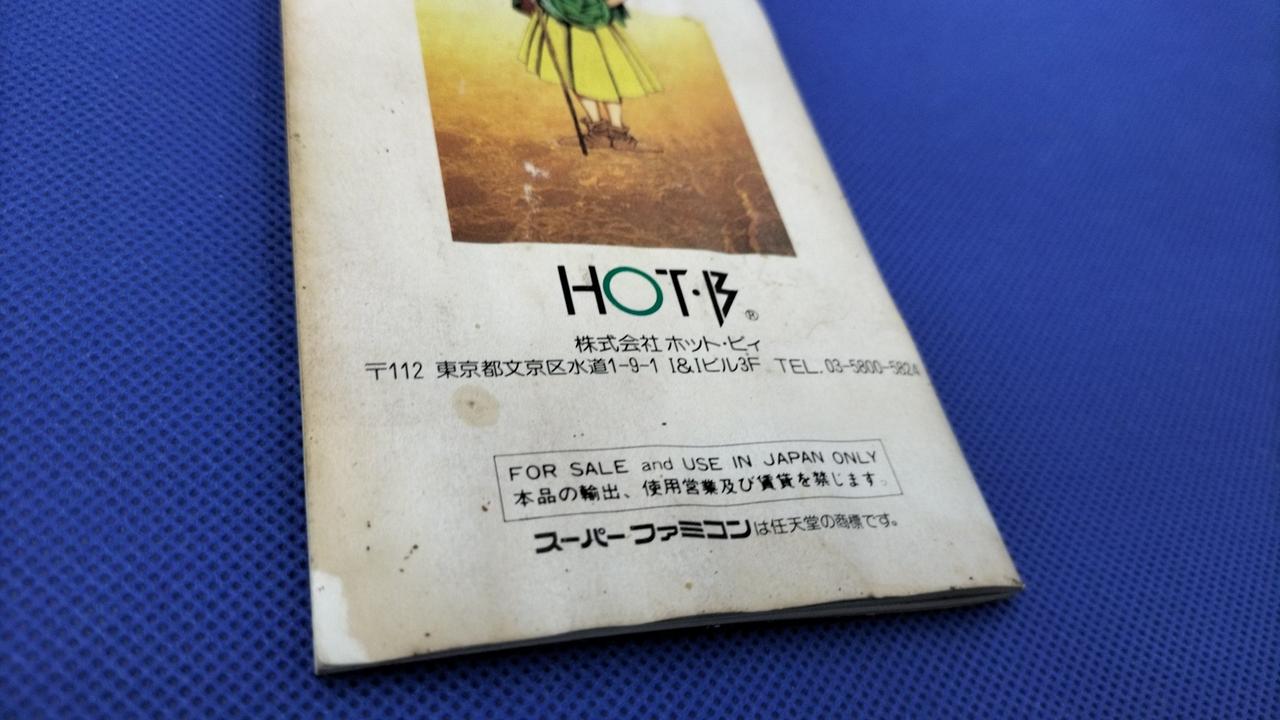 HOT・B®
株式会社 ホット・ビィ
〒112 東京都文京区水道1-9-1 I&Iビル3F TEL.03-5800-5824
FOR SALE and USE IN JAPAN ONLY
本品の輸出、使用営業及び賃貸を禁じます。
スーパーファミコンは任天堂の商標です。